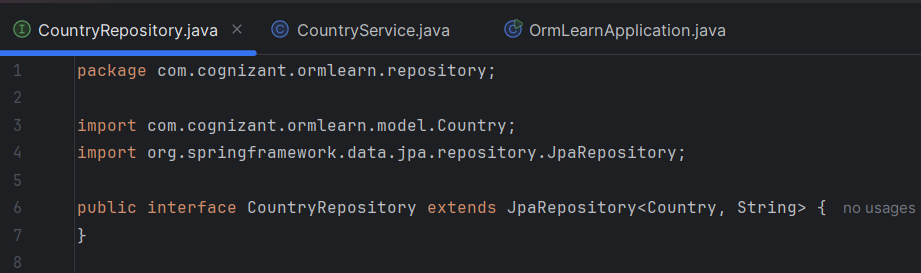 CountryRepository.java × CountryService.java OrmLearnApplication.java
1 package com.cognizant.ormlearn.repository;
2
3 import com.cognizant.ormlearn.model.Country;
4 import org.springframework.data.jpa.repository.JpaRepository;
5
6 public interface CountryRepository extends JpaRepository<Country, String> { no usages
7 }
8